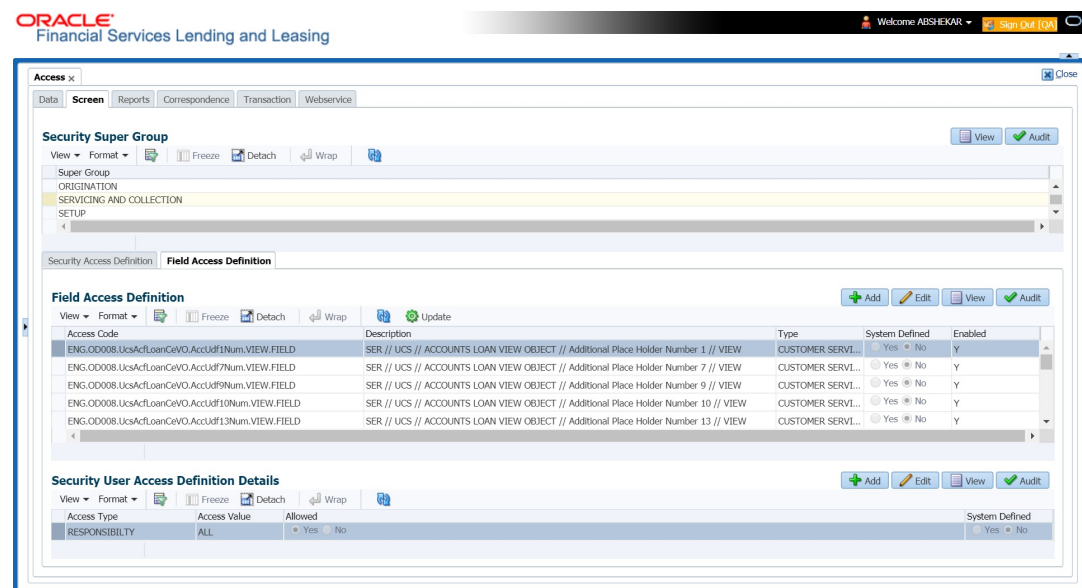 ORACLE
Financial Services Lending and Leasing
Welcome ABSHEKAR
Sign Out [QA]
Access
Close
Data Screen Reports Correspondence Transaction Webservice
Security Super Group
View Audit
View Format Freeze Detach Wrap
Super Group
ORIGINATION
SERVICING AND COLLECTION
SETUP
Security Access Definition Field Access Definition
Field Access Definition
Add Edit View Audit
View Format Freeze Detach Wrap Update
Access Code Description Type System Defined Enabled
ENG.OD008.UcsAcfLoanCeVO.AccUdf1Num.VIEW.FIELD SER // UCS // ACCOUNTS LOAN VIEW OBJECT // Additional Place Holder Number 1 // VIEW CUSTOMER SERVI... Yes No Y
ENG.OD008.UcsAcfLoanCeVO.AccUdf7Num.VIEW.FIELD SER // UCS // ACCOUNTS LOAN VIEW OBJECT // Additional Place Holder Number 7 // VIEW CUSTOMER SERVI... Yes No Y
ENG.OD008.UcsAcfLoanCeVO.AccUdf9Num.VIEW.FIELD SER // UCS // ACCOUNTS LOAN VIEW OBJECT // Additional Place Holder Number 9 // VIEW CUSTOMER SERVI... Yes No Y
ENG.OD008.UcsAcfLoanCeVO.AccUdf10Num.VIEW.FIELD SER // UCS // ACCOUNTS LOAN VIEW OBJECT // Additional Place Holder Number 10 // VIEW CUSTOMER SERVI... Yes No Y
ENG.OD008.UcsAcfLoanCeVO.AccUdf13Num.VIEW.FIELD SER // UCS // ACCOUNTS LOAN VIEW OBJECT // Additional Place Holder Number 13 // VIEW CUSTOMER SERVI... Yes No Y
Security User Access Definition Details
Add Edit View Audit
View Format Freeze Detach Wrap
Access Type Access Value Allowed System Defined
RESPONSIBILTY ALL Yes No Yes No